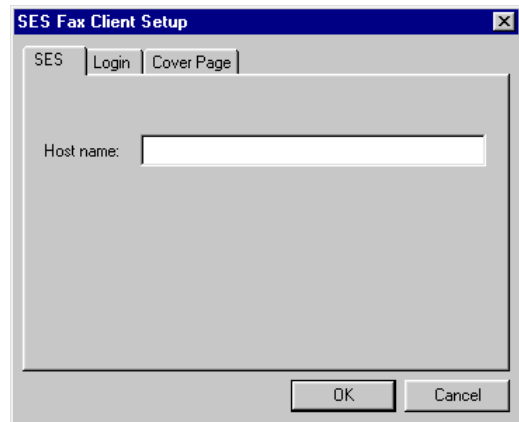 SES Fax Client Setup
SES Login Cover Page
Host name:
OK Cancel